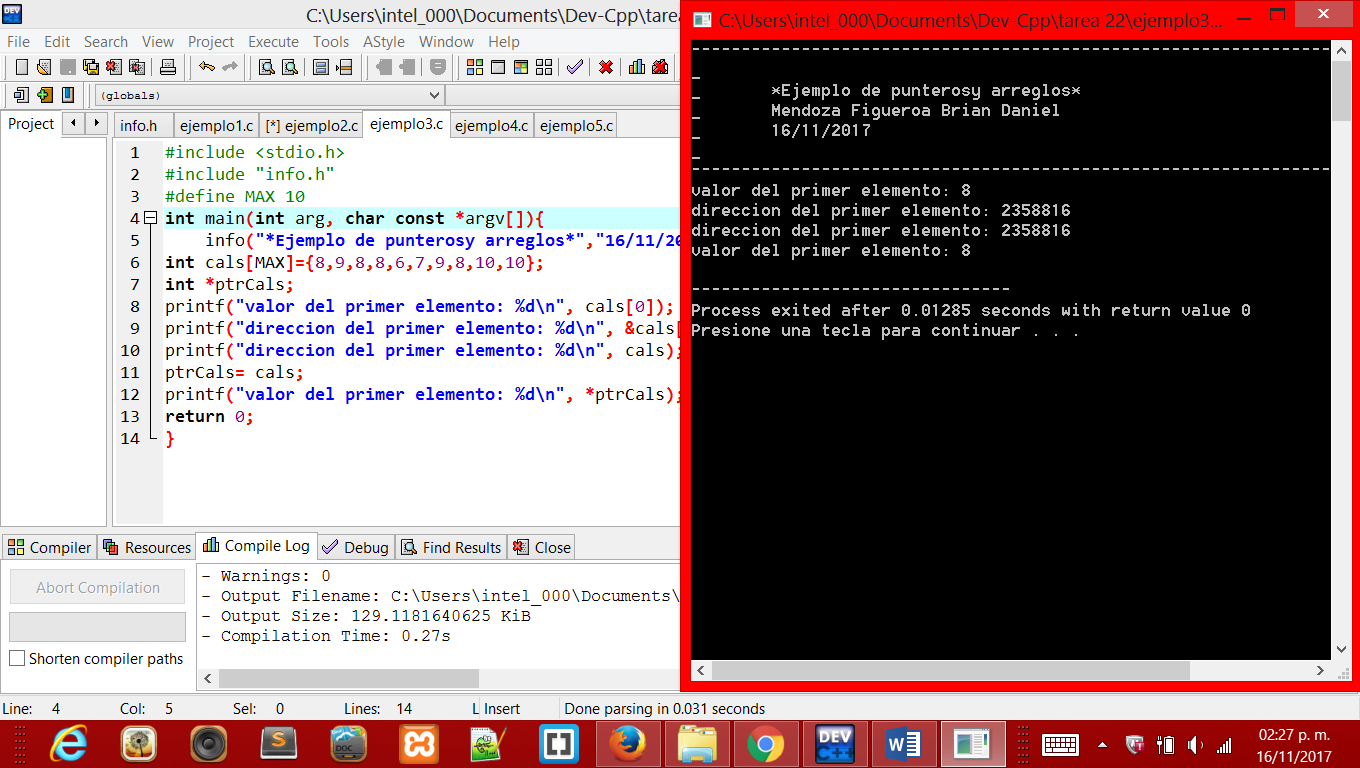 C:\Users\intel_000\Documents\Dev-Cpp\tarea
File Edit Search View Project Execute Tools AStyle Window Help
(globals)
Project
info.h ejemplo1.c [*] ejemplo2.c ejemplo3.c ejemplo4.c ejemplo5.c
1 #include <stdio.h>
2 #include "info.h"
3 #define MAX 10
4 int main(int arg, char const *argv[]){
5 info("*Ejemplo de punterosy arreglos*","16/11/20
6 int cals[MAX]={8,9,8,8,6,7,9,8,10,10};
7 int *ptrCals;
8 printf("valor del primer elemento: %d\n", cals[0]);
9 printf("direccion del primer elemento: %d\n", &cals[
10 printf("direccion del primer elemento: %d\n", cals);
11 ptrCals= cals;
12 printf("valor del primer elemento: %d\n", *ptrCals);
13 return 0;
14 }
Compiler Resources Compile Log Debug Find Results Close
Abort Compilation
Shorten compiler paths
- Warnings: 0
- Output Filename: C:\Users\intel_000\Documents\
- Output Size: 129.1181640625 KiB
- Compilation Time: 0.27s
Line: 4 Col: 5 Sel: 0 Lines: 14 L Insert Done parsing in 0.031 seconds
C:\Users\intel_000\Documents\Dev-Cpp\tarea 22\ejemplo3...
*Ejemplo de punterosy arreglos*
Mendoza Figueroa Brian Daniel
16/11/2017
valor del primer elemento: 8
direccion del primer elemento: 2358816
direccion del primer elemento: 2358816
valor del primer elemento: 8
--------------------------------
Process exited after 0.01285 seconds with return value 0
Presione una tecla para continuar . . .
DEV
DOC
S
DEV C++
W
02:27 p. m.
16/11/2017